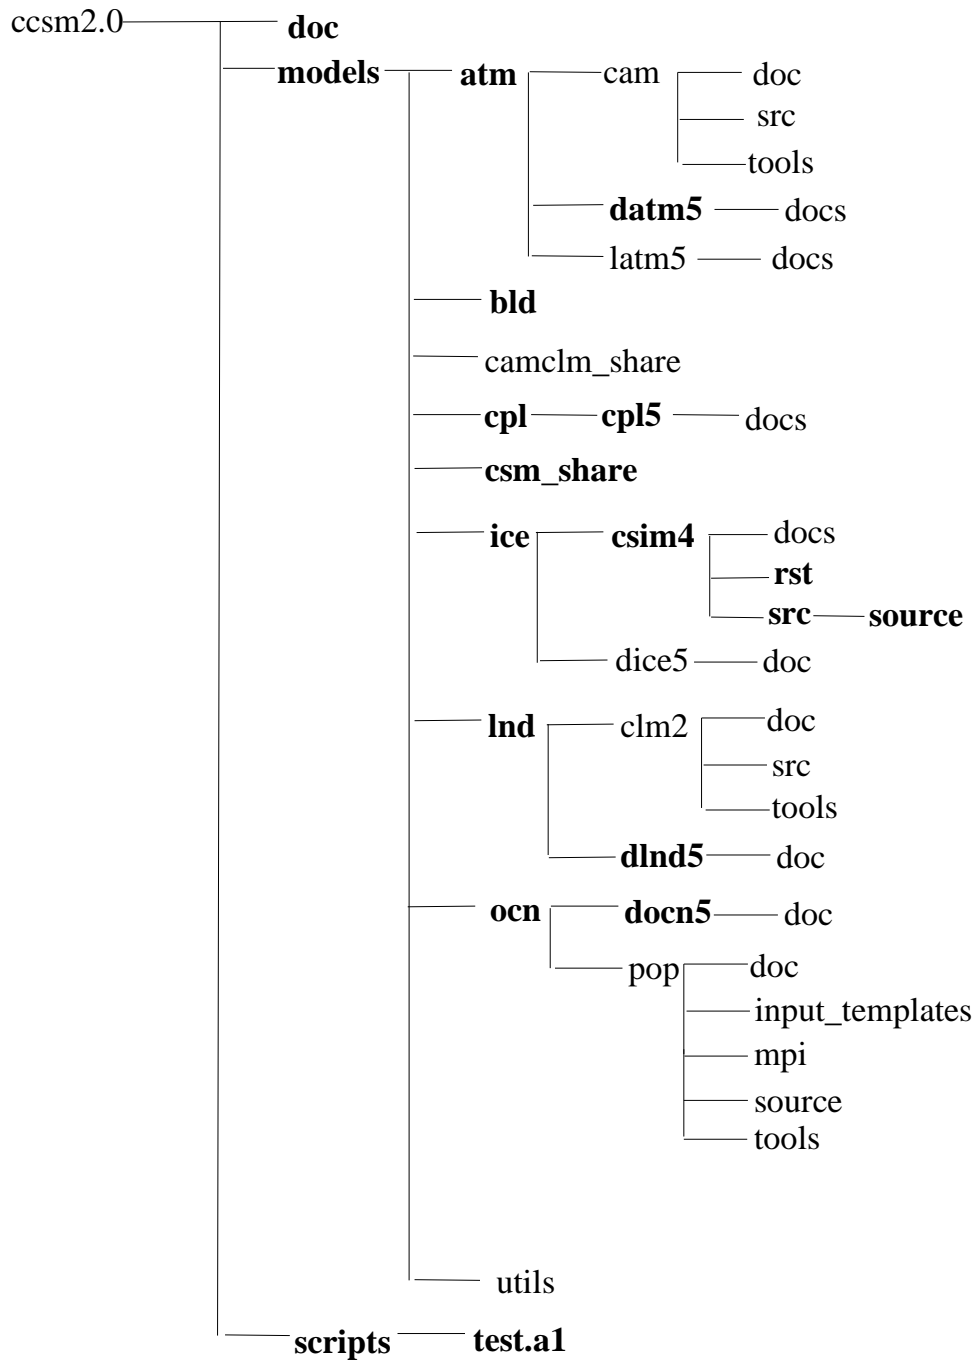 ccsm2.0 doc
models atm cam doc
src
tools
datm5 docs
latm5 docs
bld
camclm_share
cpl cpl5 docs
csm_share
ice csim4 docs
rst
src source
dice5 doc
lnd clm2 doc
src
tools
dlnd5 doc
ocn docn5 doc
pop doc
input_templates
mpi
source
tools
utils
scripts test.a1